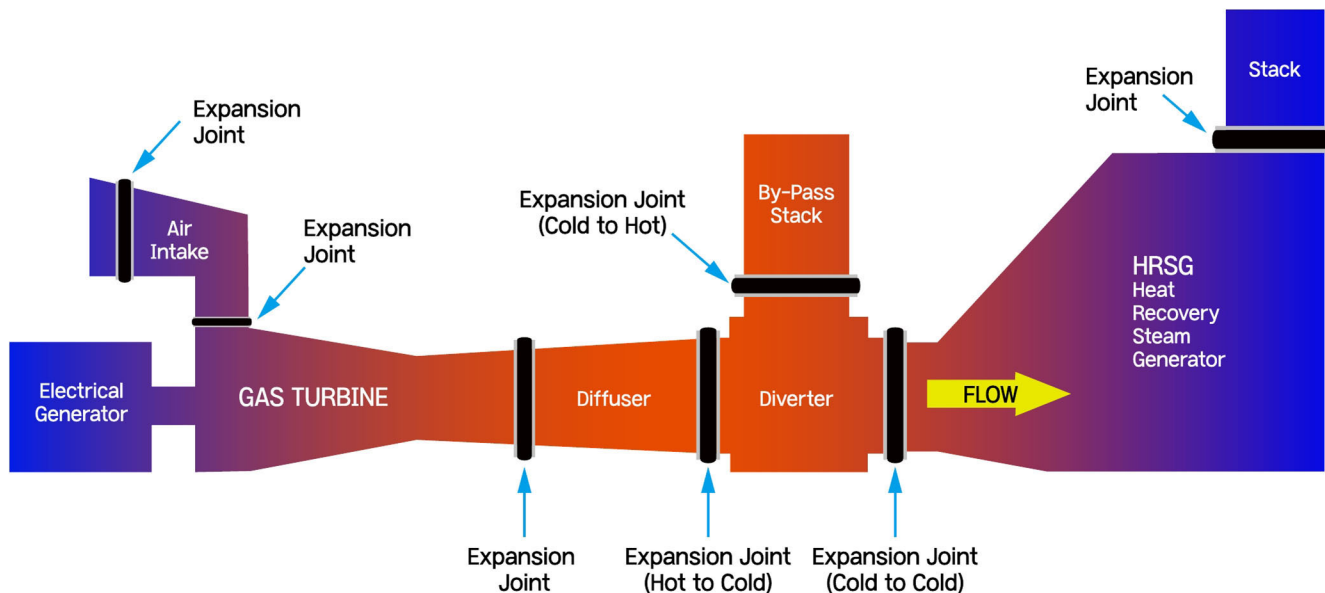 Expansion
Joint
Stack
Expansion
Joint
Expansion Joint
(Cold to Hot)
By-Pass
Stack
Air
Intake
Expansion
Joint
HRSG
Heat
Recovery
Steam
Generator
Electrical
Generator
GAS TURBINE
Diffuser
Diverter
FLOW
Expansion
Joint
Expansion Joint
(Hot to Cold)
Expansion Joint
(Cold to Cold)